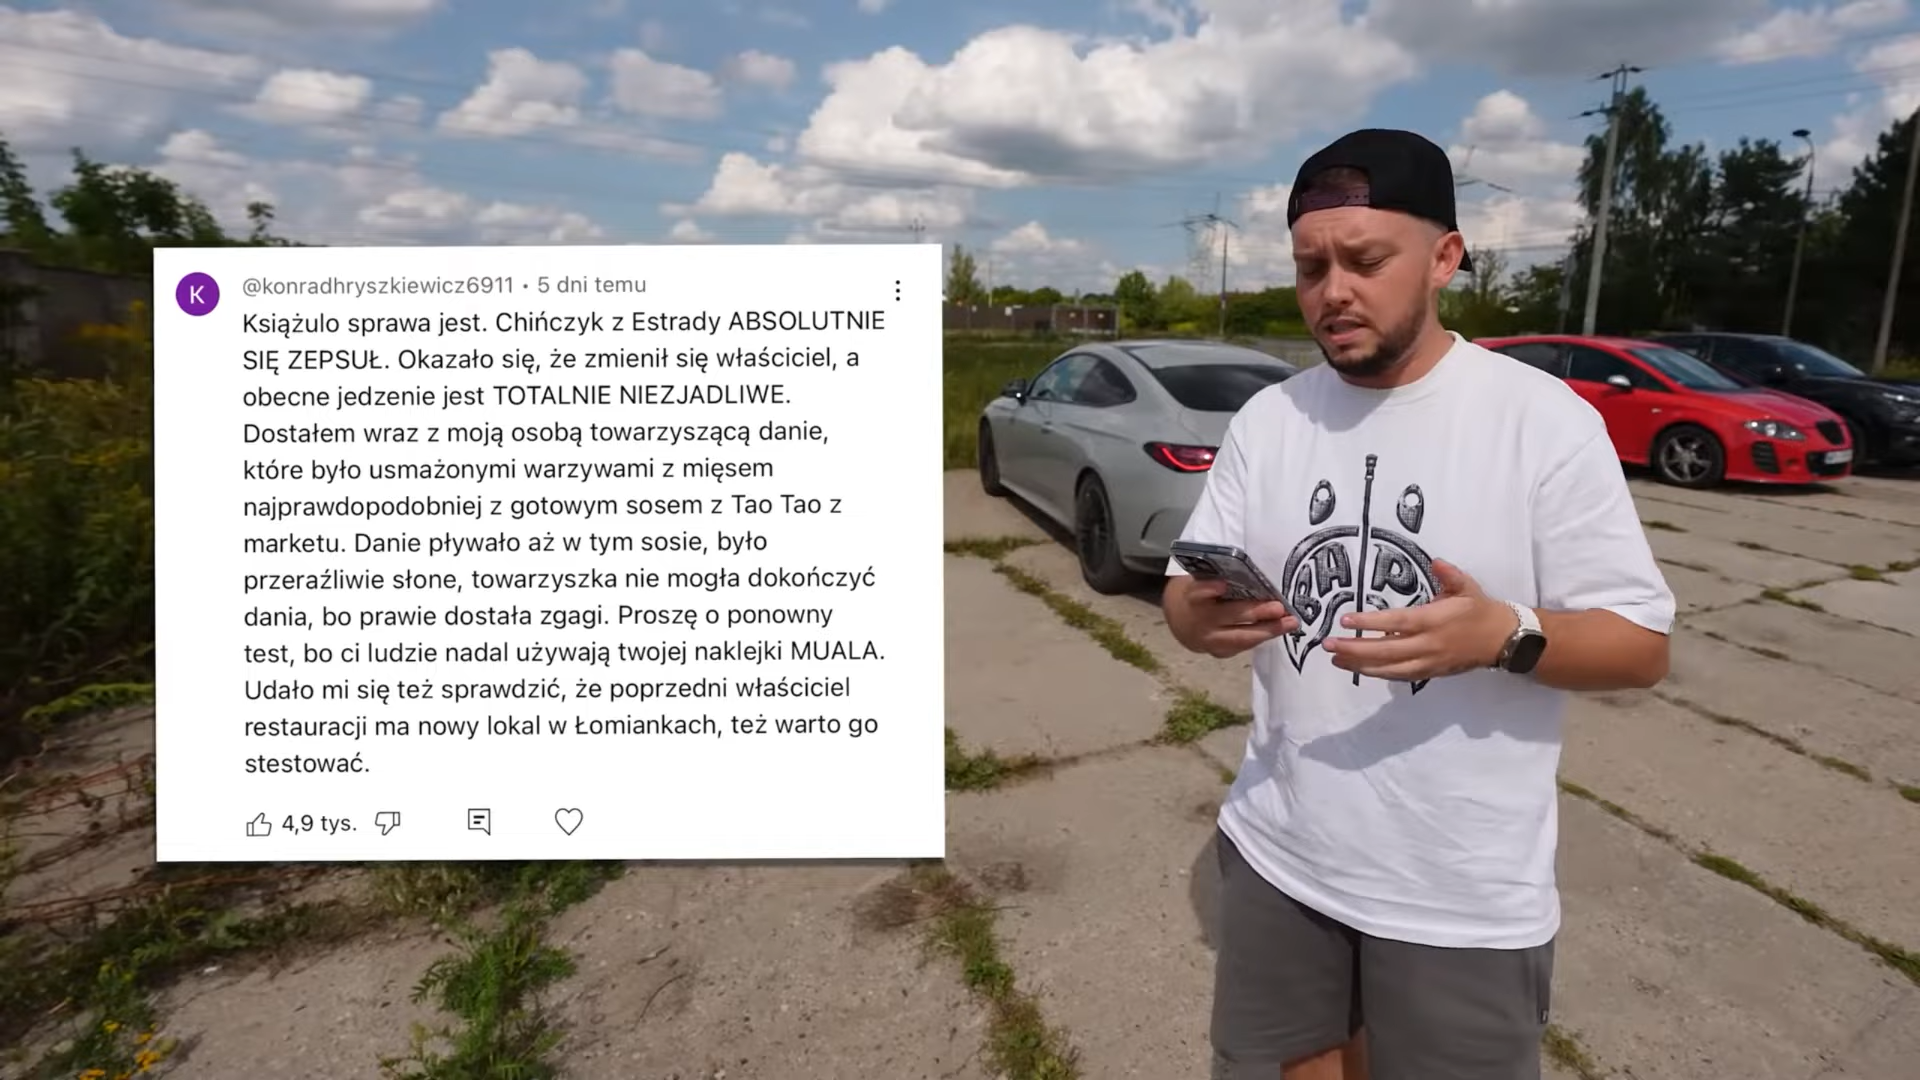 K
@konradhryszkiewicz6911 • 5 dni temu
Książulo sprawa jest. Chińczyk z Estrady ABSOLUTNIE
SIĘ ZEPSUŁ. Okazało się, że zmienił się właściciel, a
obecne jedzenie jest TOTALNIE NIEZJADLIWE.
Dostałem wraz z moją osobą towarzyszącą danie,
które było usmażonymi warzywami z mięsem
najprawdopodobniej z gotowym sosem z Tao Tao z
marketu. Danie pływało aż w tym sosie, było
przeraźliwie słone, towarzyszka nie mogła dokończyć
dania, bo prawie dostała zgagi. Proszę o ponowny
test, bo ci ludzie nadal używają twojej naklejki MUALA.
Udało mi się też sprawdzić, że poprzedni właściciel
restauracji ma nowy lokal w Łomiankach, też warto go
stestować.
4,9 tys.